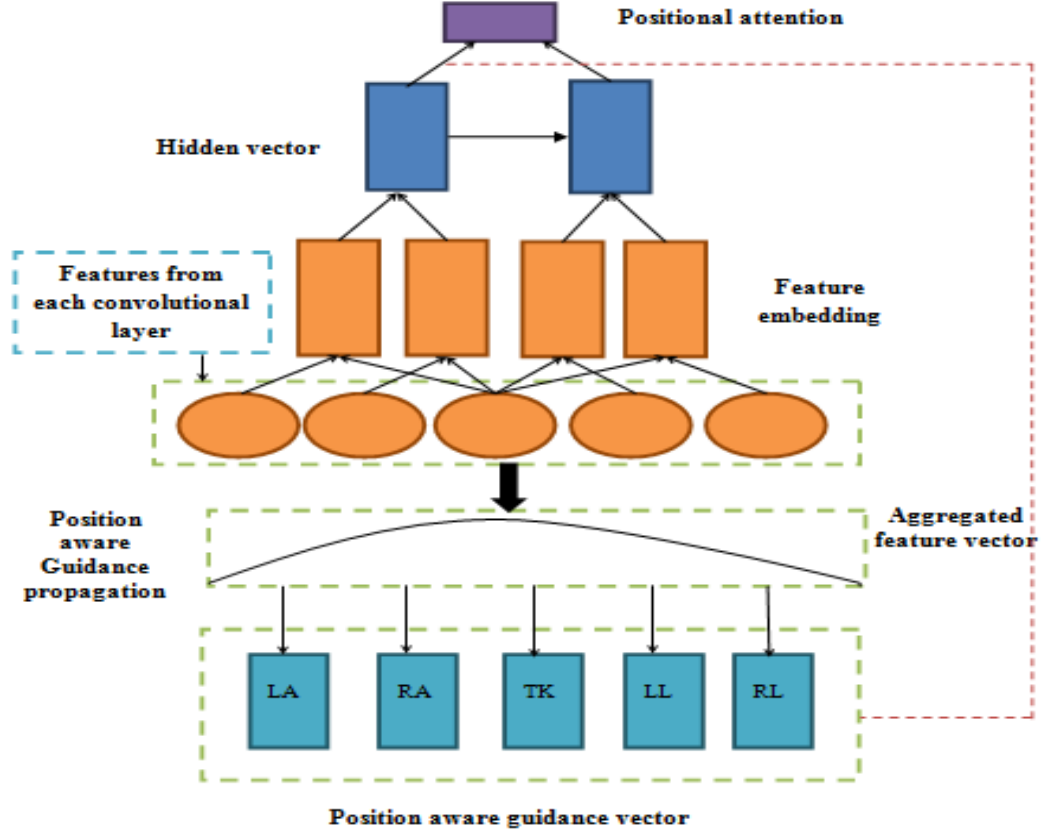 Positional attention
Hidden vector
Features from
each convolutional
layer
Feature
embedding
Position
aware
Guidance
propagation
Aggregated
feature vector
LA RA TK LL RL
Position aware guidance vector